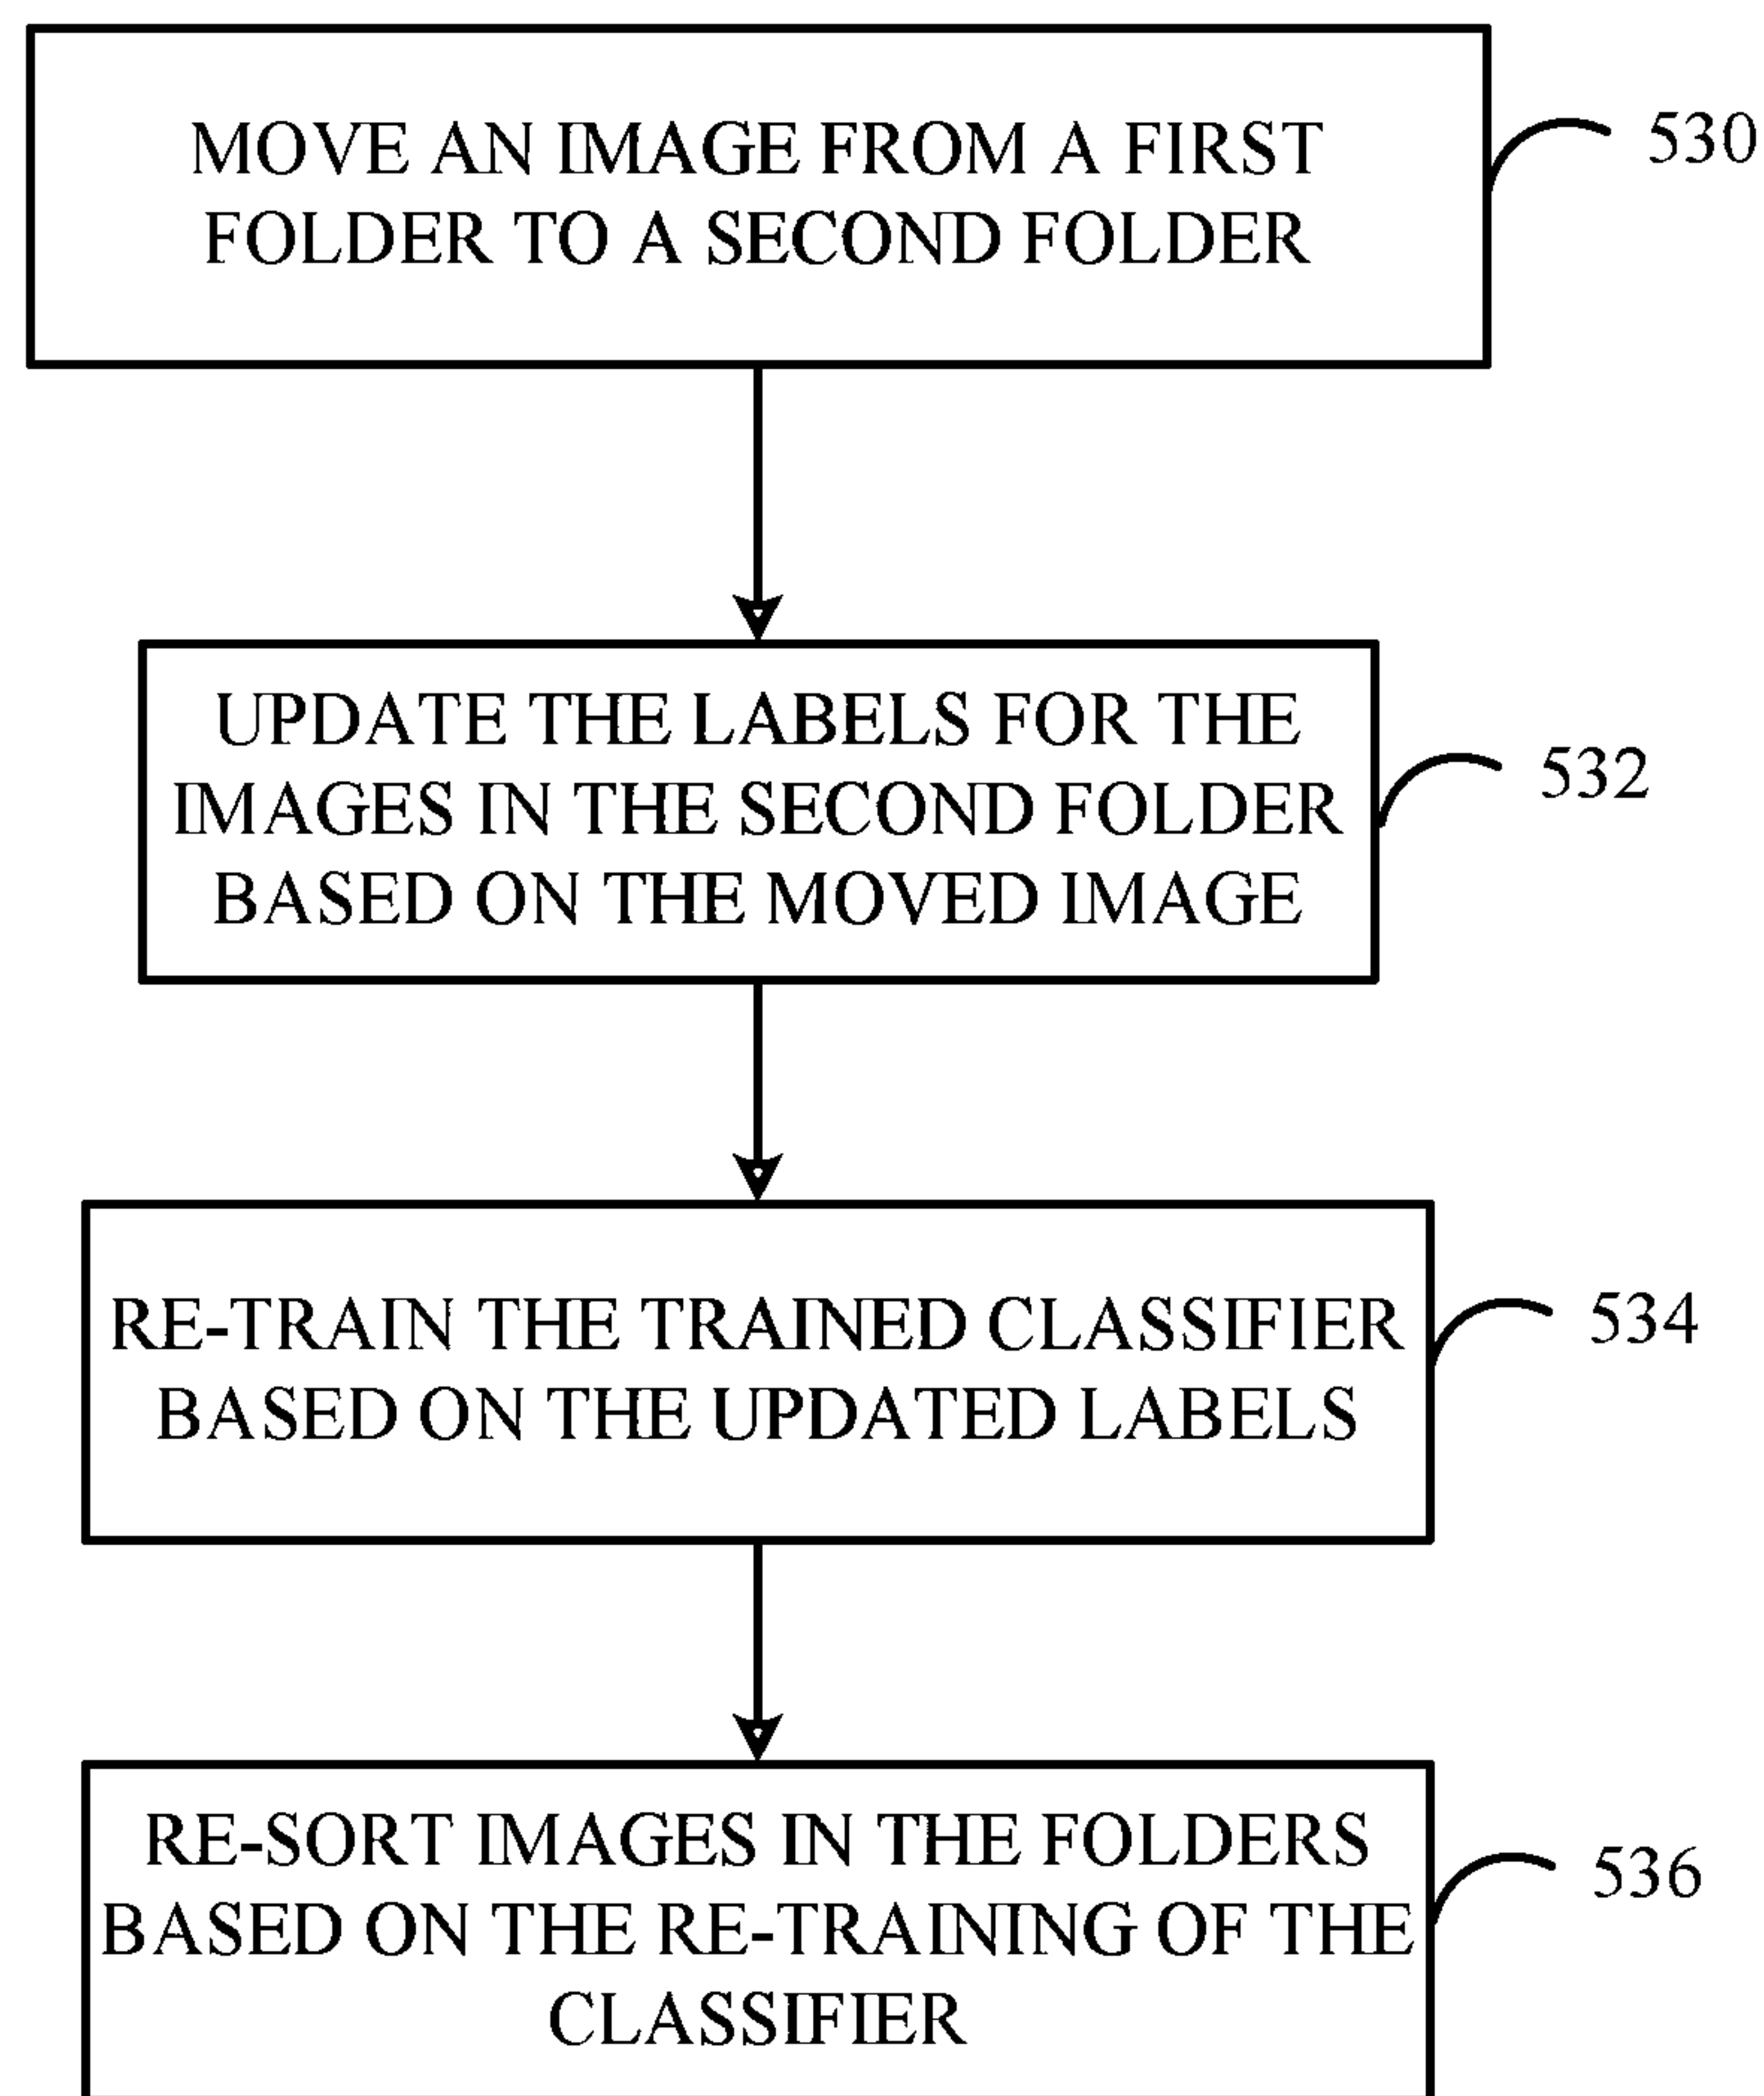 MOVE AN IMAGE FROM A FIRST
FOLDER TO A SECOND FOLDER
530
UPDATE THE LABELS FOR THE
IMAGES IN THE SECOND FOLDER
BASED ON THE MOVED IMAGE
532
RE-TRAIN THE TRAINED CLASSIFIER
BASED ON THE UPDATED LABELS
534
RE-SORT IMAGES IN THE FOLDERS
BASED ON THE RE-TRAINING OF THE
CLASSIFIER
536